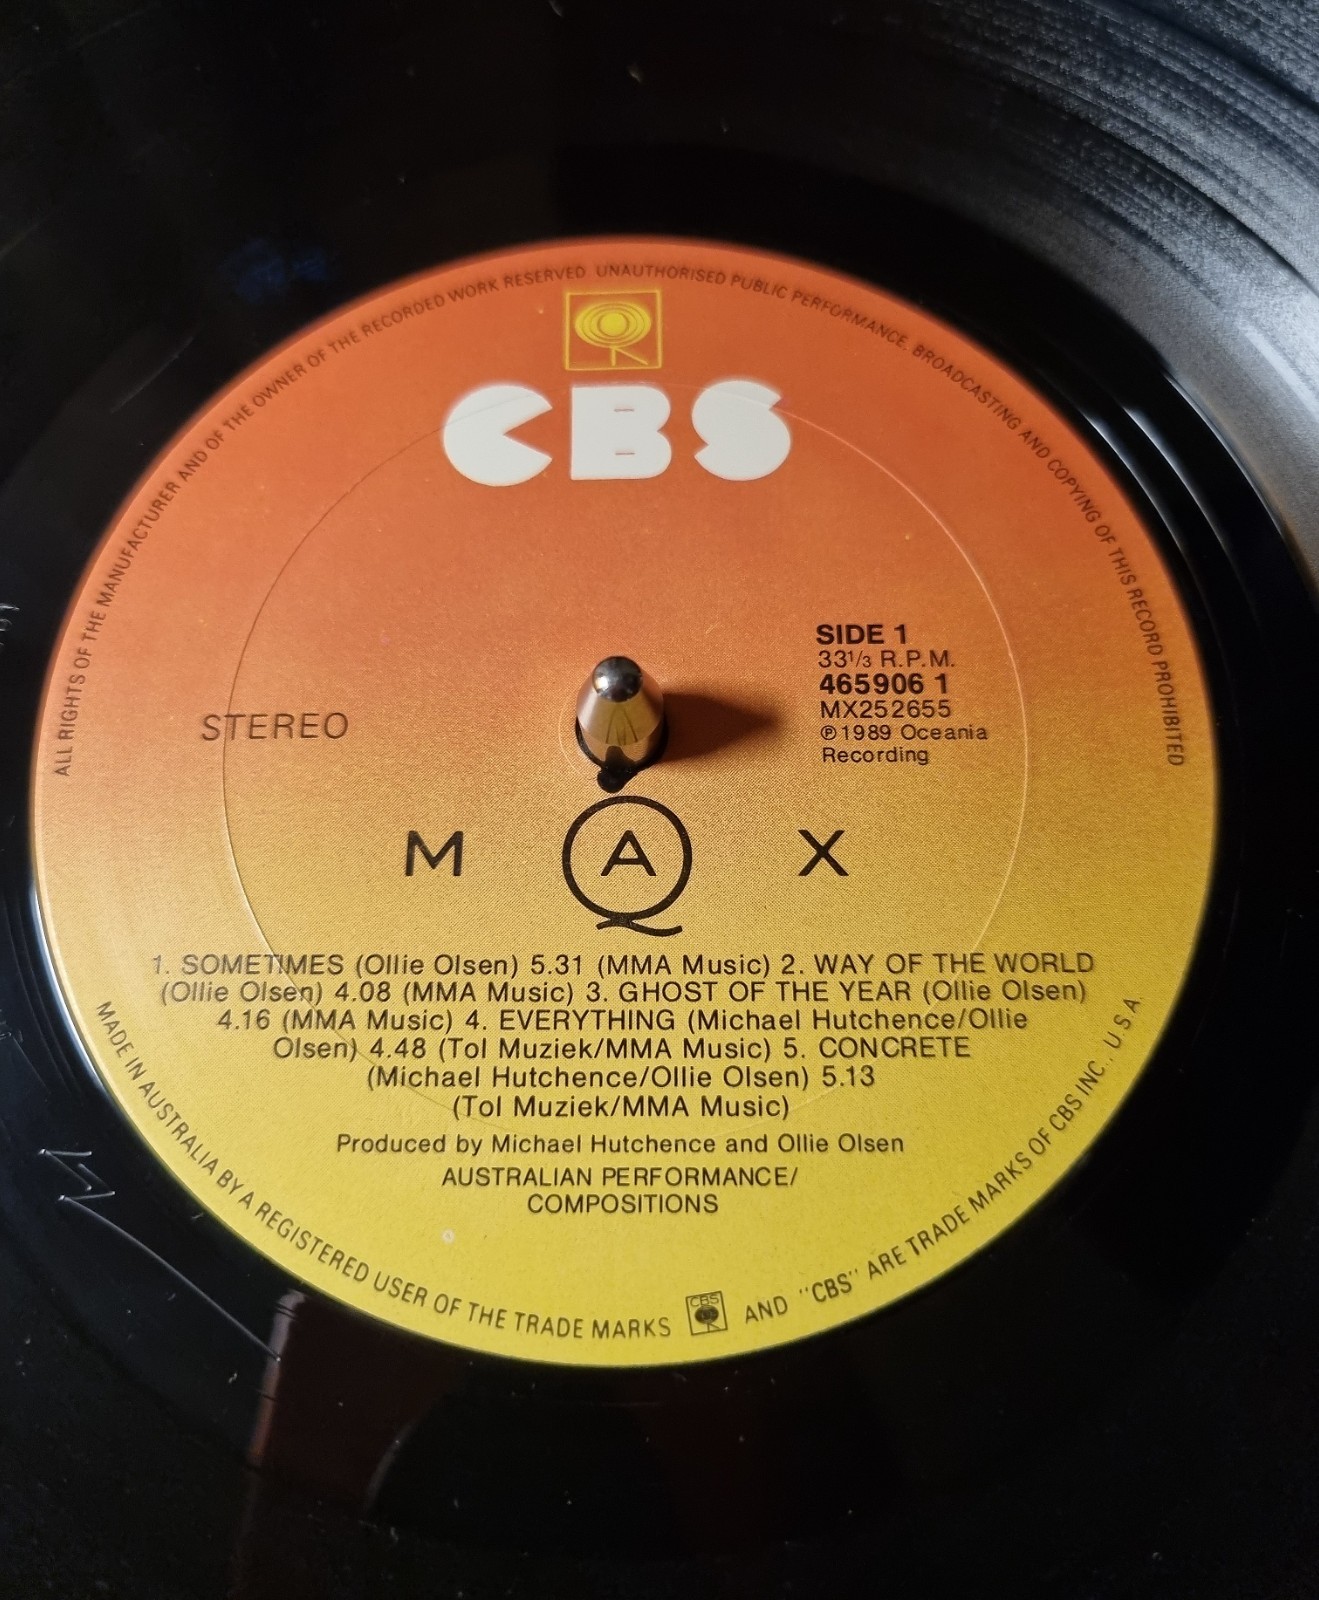 ALL RIGHTS OF THE MANUFACTURER AND OF THE OWNER OF THE RECORDED WORK RESERVED UNAUTHORISED PUBLIC PERFORMANCE, BROADCASTING AND COPYING OF THIS RECORD PROHIBITED
CBS
SIDE 1
33 1/3 R.P.M.
465906 1
MX252655
℗ 1989 Oceania
Recording
STEREO
M A X
Q
1. SOMETIMES (Ollie Olsen) 5.31 (MMA Music) 2. WAY OF THE WORLD
(Ollie Olsen) 4.08 (MMA Music) 3. GHOST OF THE YEAR (Ollie Olsen)
4.16 (MMA Music) 4. EVERYTHING (Michael Hutchence/Ollie
Olsen) 4.48 (Tol Muziek/MMA Music) 5. CONCRETE
(Michael Hutchence/Ollie Olsen) 5.13
(Tol Muziek/MMA Music)
Produced by Michael Hutchence and Ollie Olsen
AUSTRALIAN PERFORMANCE/
COMPOSITIONS
MADE IN AUSTRALIA BY A REGISTERED USER OF THE TRADE MARKS CBS AND "CBS" ARE TRADE MARKS OF CBS INC., U.S.A.